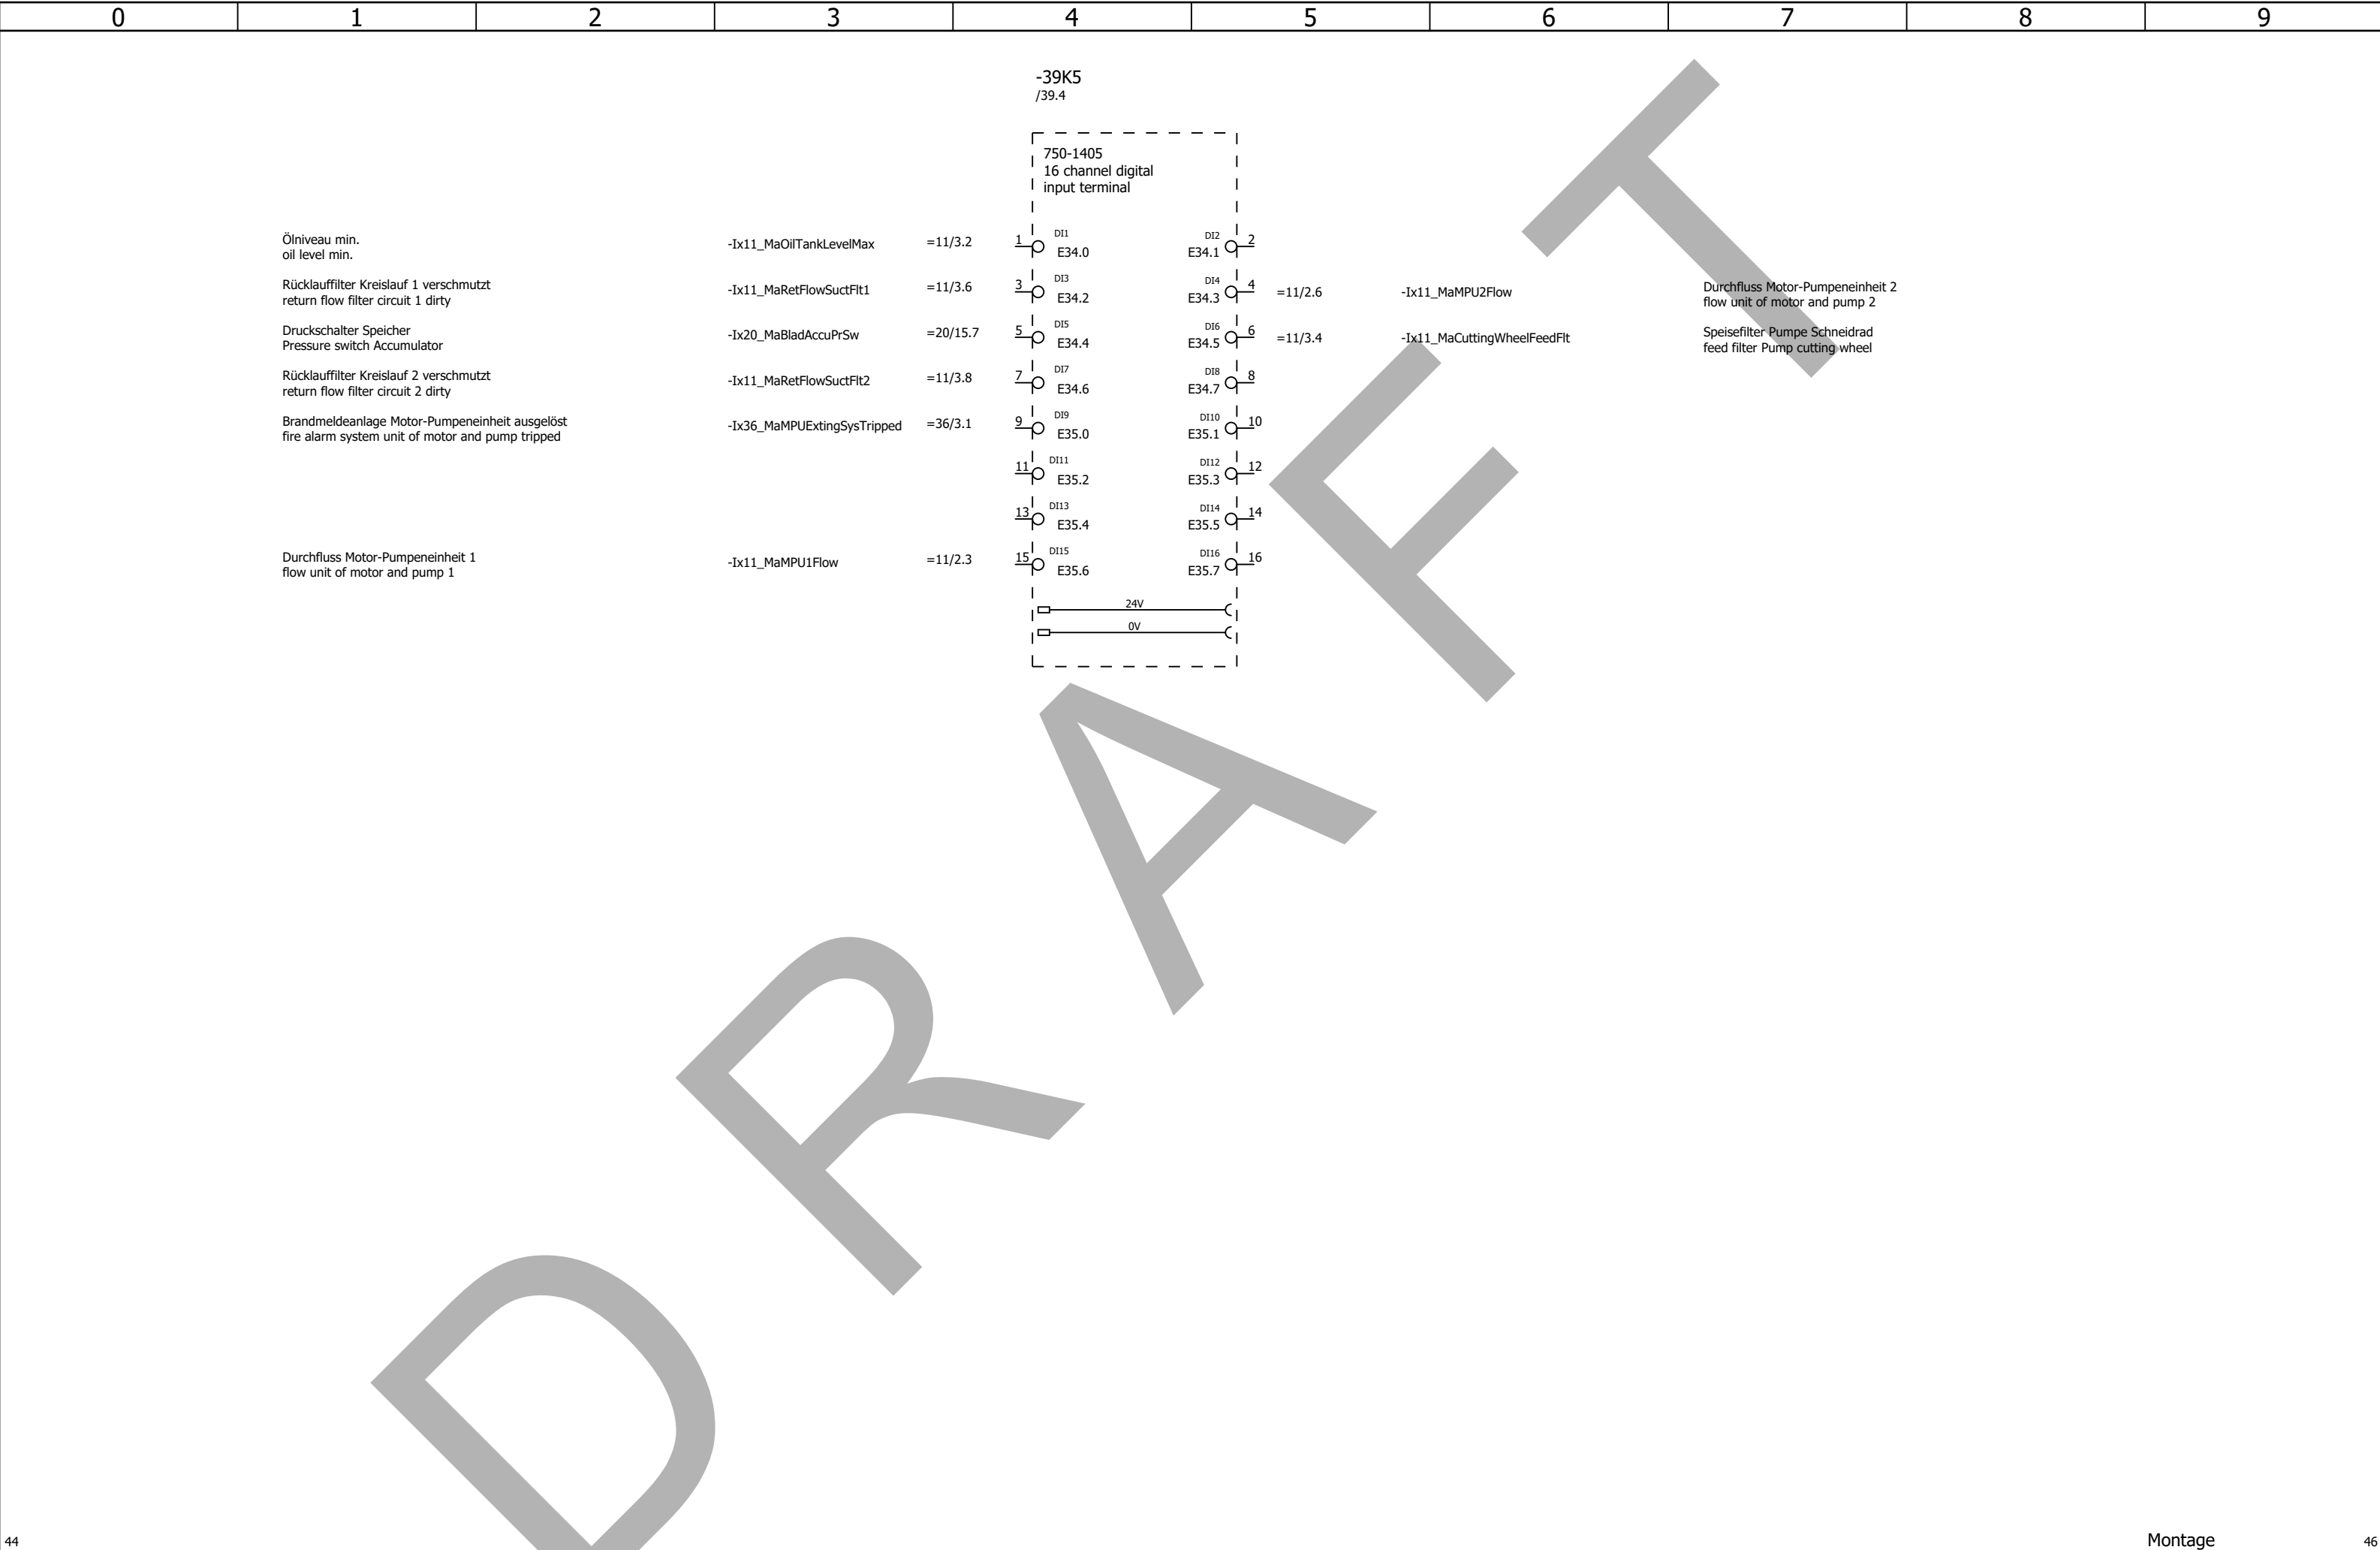 0 1 2 3 4 5 6 7 8 9
-39K5
/39.4
750-1405
16 channel digital
input terminal
Ölniveau min.
oil level min.
-Ix11_MaOilTankLevelMax =11/3.2 1 DI1 E34.0
DI2 E34.1 2
Rücklauffilter Kreislauf 1 verschmutzt
return flow filter circuit 1 dirty
-Ix11_MaRetFlowSuctFlt1 =11/3.6 3 DI3 E34.2
DI4 E34.3 4 =11/2.6 -Ix11_MaMPU2Flow
Durchfluss Motor-Pumpeneinheit 2
flow unit of motor and pump 2
Druckschalter Speicher
Pressure switch Accumulator
-Ix20_MaBladAccuPrSw =20/15.7 5 DI5 E34.4
DI6 E34.5 6 =11/3.4 -Ix11_MaCuttingWheelFeedFlt
Speisefilter Pumpe Schneidrad
feed filter Pump cutting wheel
Rücklauffilter Kreislauf 2 verschmutzt
return flow filter circuit 2 dirty
-Ix11_MaRetFlowSuctFlt2 =11/3.8 7 DI7 E34.6
DI8 E34.7 8
Brandmeldeanlage Motor-Pumpeneinheit ausgelöst
fire alarm system unit of motor and pump tripped
-Ix36_MaMPUExtingSysTripped =36/3.1 9 DI9 E35.0
DI10 E35.1 10
11 DI11 E35.2
DI12 E35.3 12
13 DI13 E35.4
DI14 E35.5 14
Durchfluss Motor-Pumpeneinheit 1
flow unit of motor and pump 1
-Ix11_MaMPU1Flow =11/2.3 15 DI15 E35.6
DI16 E35.7 16
24V
0V
DRAFT
44
Montage
46